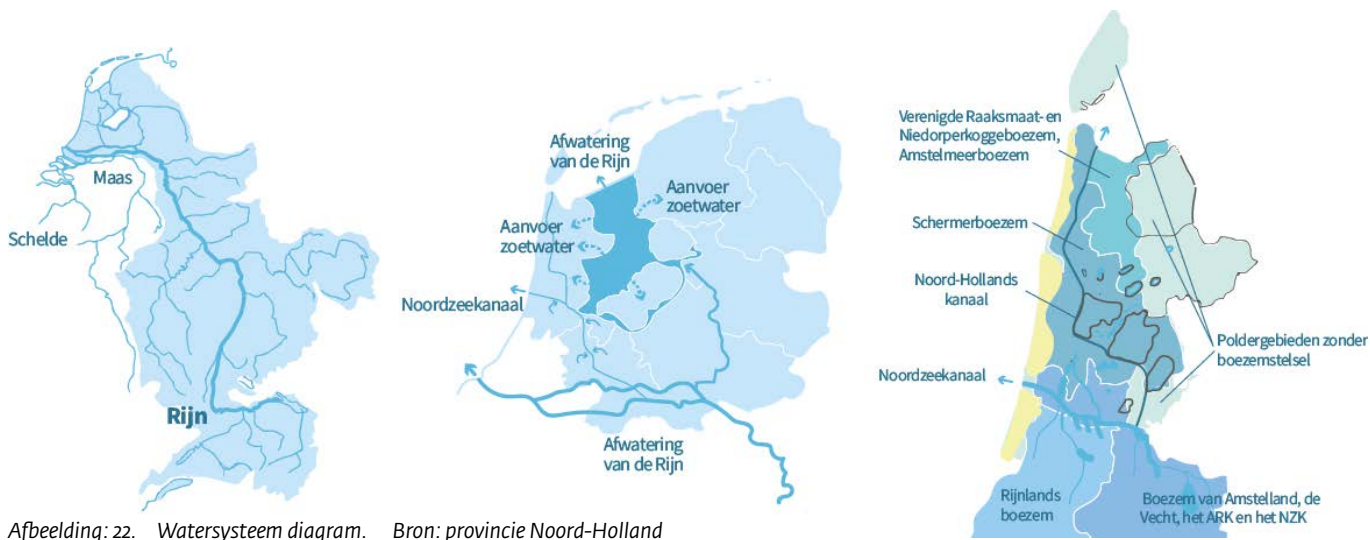 Maas
Schelde
Rijn
Afwatering
van de Rijn
Aanvoer
zoetwater
Aanvoer
zoetwater
Noordzeekanaal
Afwatering
van de Rijn
Verenigde Raaksmaat- en
Niedorperkoggeboezem,
Amstelmeerboezem
Schermerboezem
Noord-Hollands
kanaal
Poldergebieden zonder
boezemstelsel
Noordzeekanaal
Rijnlands
boezem
Boezem van Amstelland, de
Vecht, het ARK en het NZK
Afbeelding: 22. Watersysteem diagram. Bron: provincie Noord-Holland